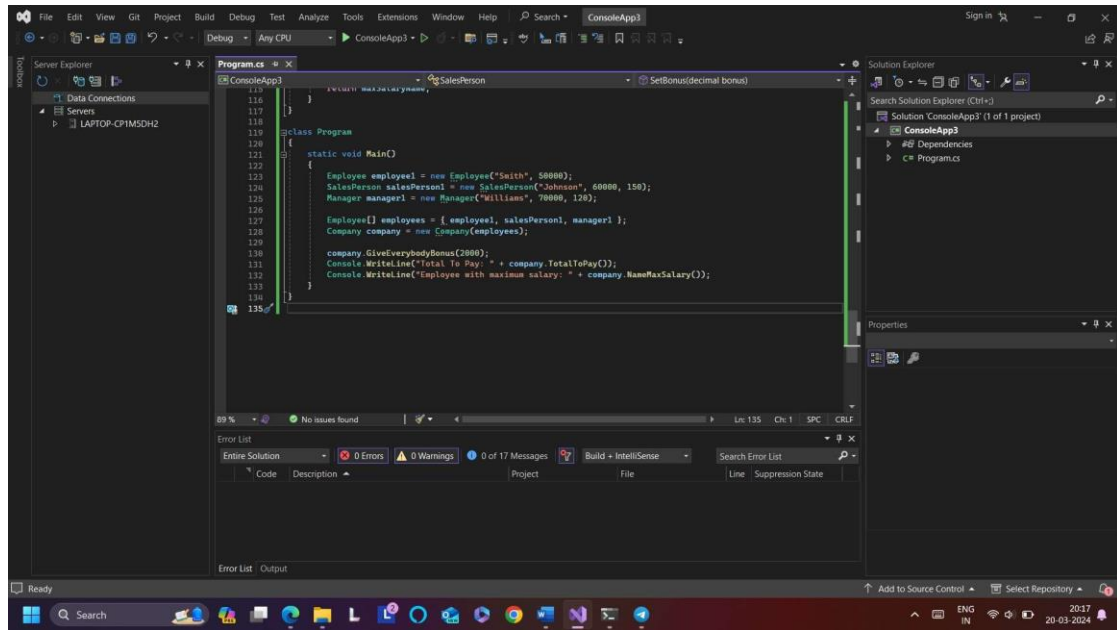 File Edit View Git Project Build Debug Test Analyze Tools Extensions Window Help Search ConsoleApp3 Sign in
Debug Any CPU ConsoleApp3
Toolbox
Server Explorer
Data Connections
Servers
LAPTOP-CP1M5DH2
Program.cs
ConsoleApp3 SalesPerson SetBonus(decimal bonus)
115 return maxSalaryName;
116 }
117 }
118
119 class Program
120 {
121 static void Main()
122 {
123 Employee employee1 = new Employee("Smith", 50000);
124 SalesPerson salesPerson1 = new SalesPerson("Johnson", 60000, 150);
125 Manager manager1 = new Manager("Williams", 70000, 120);
126
127 Employee[] employees = { employee1, salesPerson1, manager1 };
128 Company company = new Company(employees);
129
130 company.GiveEverybodyBonus(2000);
131 Console.WriteLine("Total To Pay: " + company.TotalToPay());
132 Console.WriteLine("Employee with maximum salary: " + company.NameMaxSalary());
133 }
134 }
135
89 % No issues found Ln: 135 Ch: 1 SPC CRLF
Error List
Entire Solution 0 Errors 0 Warnings 0 of 17 Messages Build + IntelliSense Search Error List
Code Description Project File Line Suppression State
Error List Output
Solution Explorer
Search Solution Explorer (Ctrl+;)
Solution 'ConsoleApp3' (1 of 1 project)
ConsoleApp3
Dependencies
C# Program.cs
Properties
Ready Add to Source Control Select Repository
Search ENG IN 20:17 20-03-2024